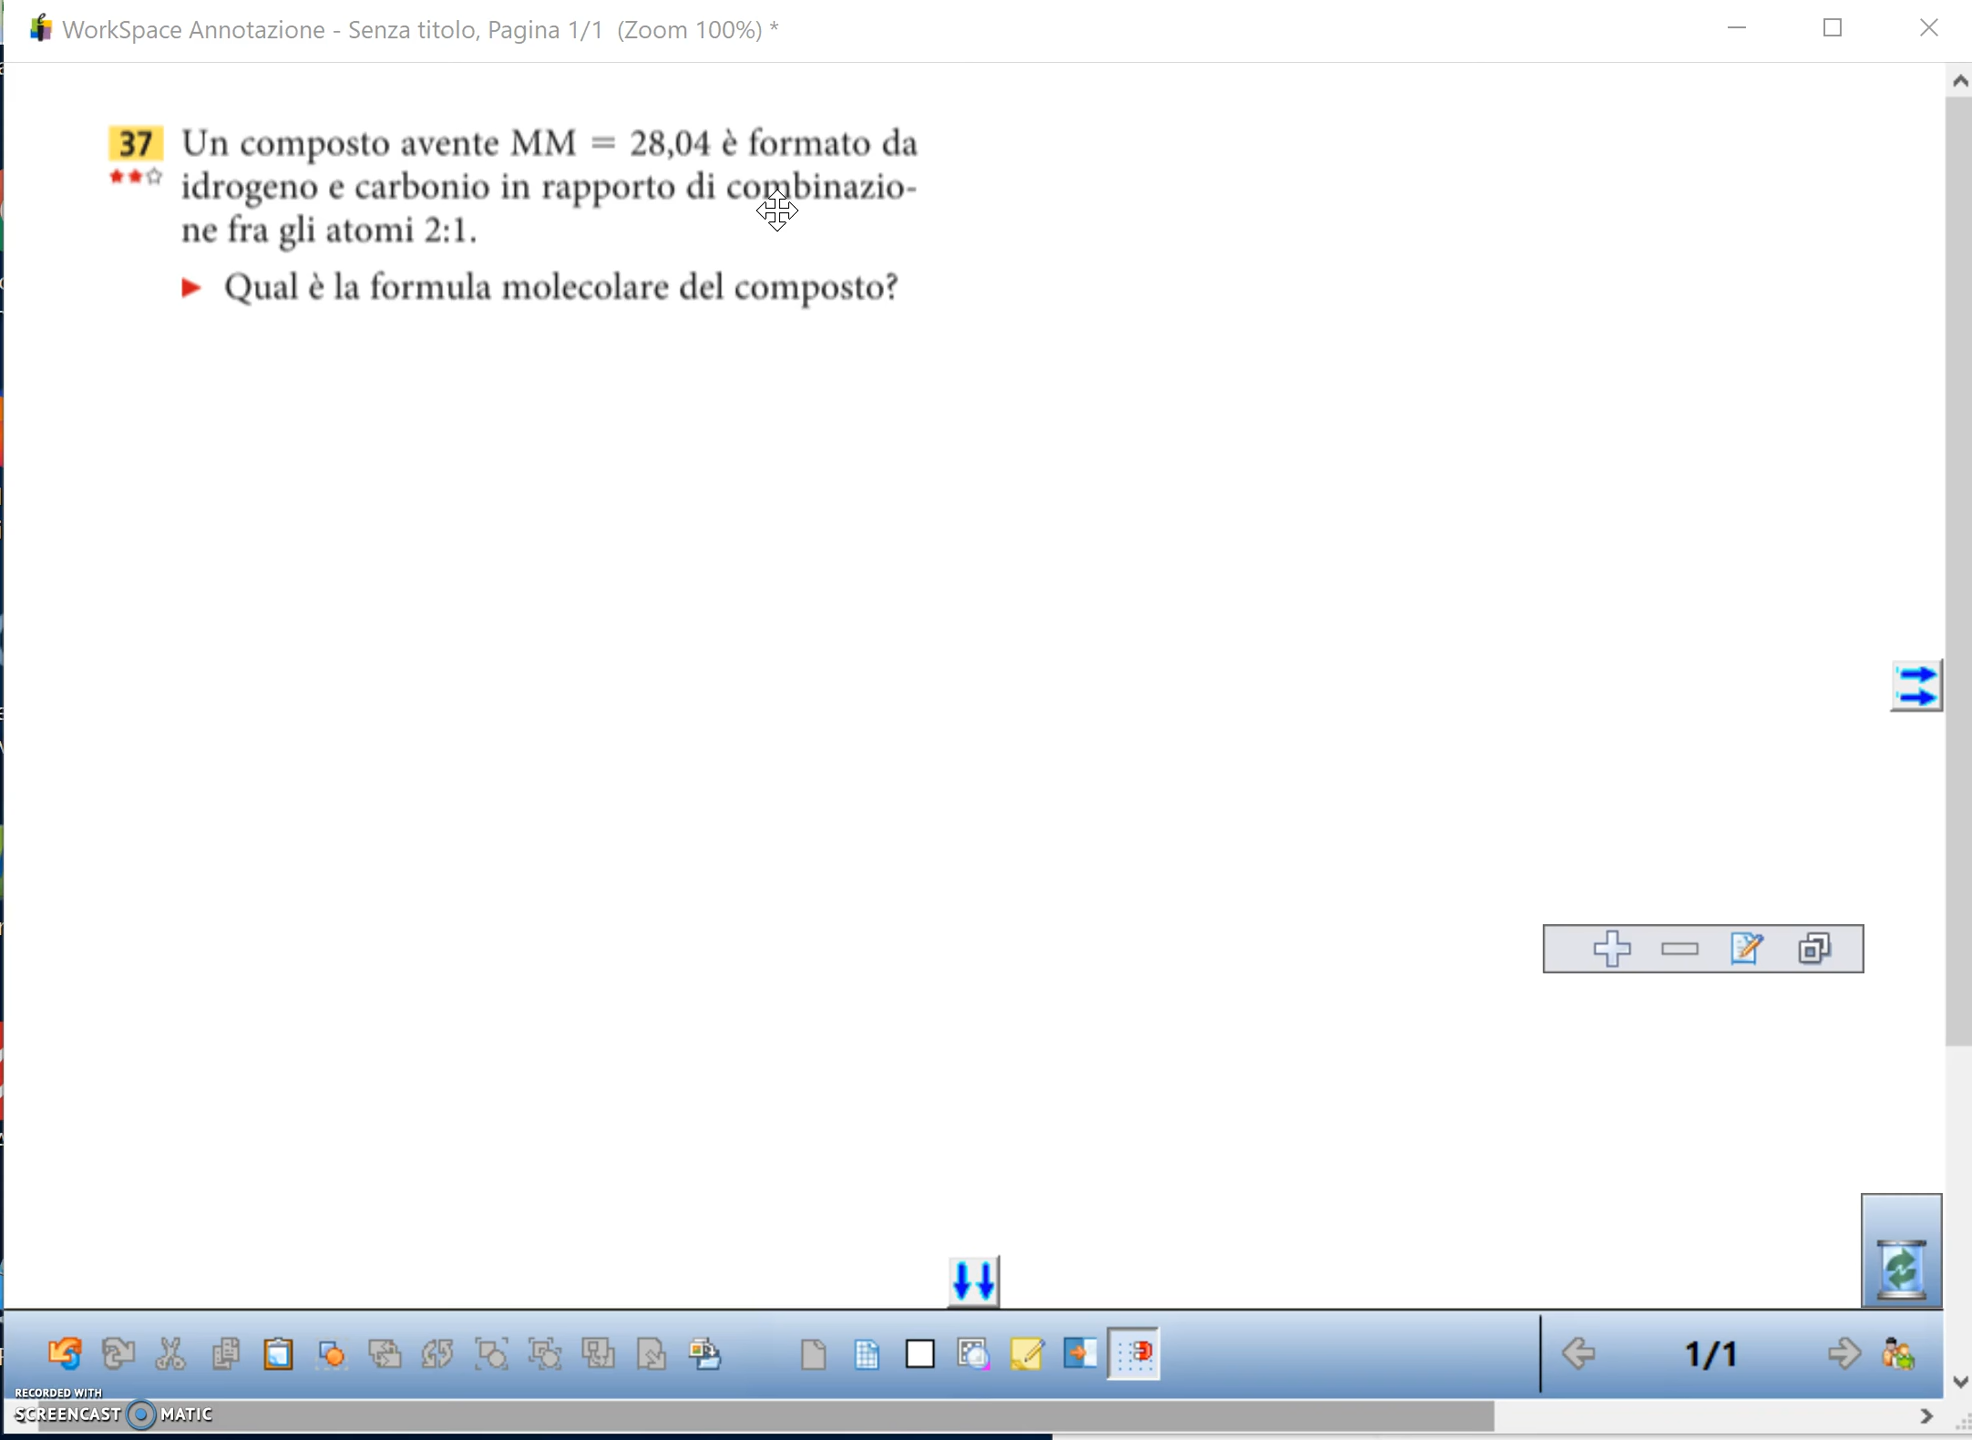 WorkSpace Annotazione - Senza titolo, Pagina 1/1 (Zoom 100%) *
37 Un composto avente MM = 28,04 è formato da
idrogeno e carbonio in rapporto di combinazio-
ne fra gli atomi 2:1.
Qual è la formula molecolare del composto?
1/1
RECORDED WITH
SCREENCAST MATIC